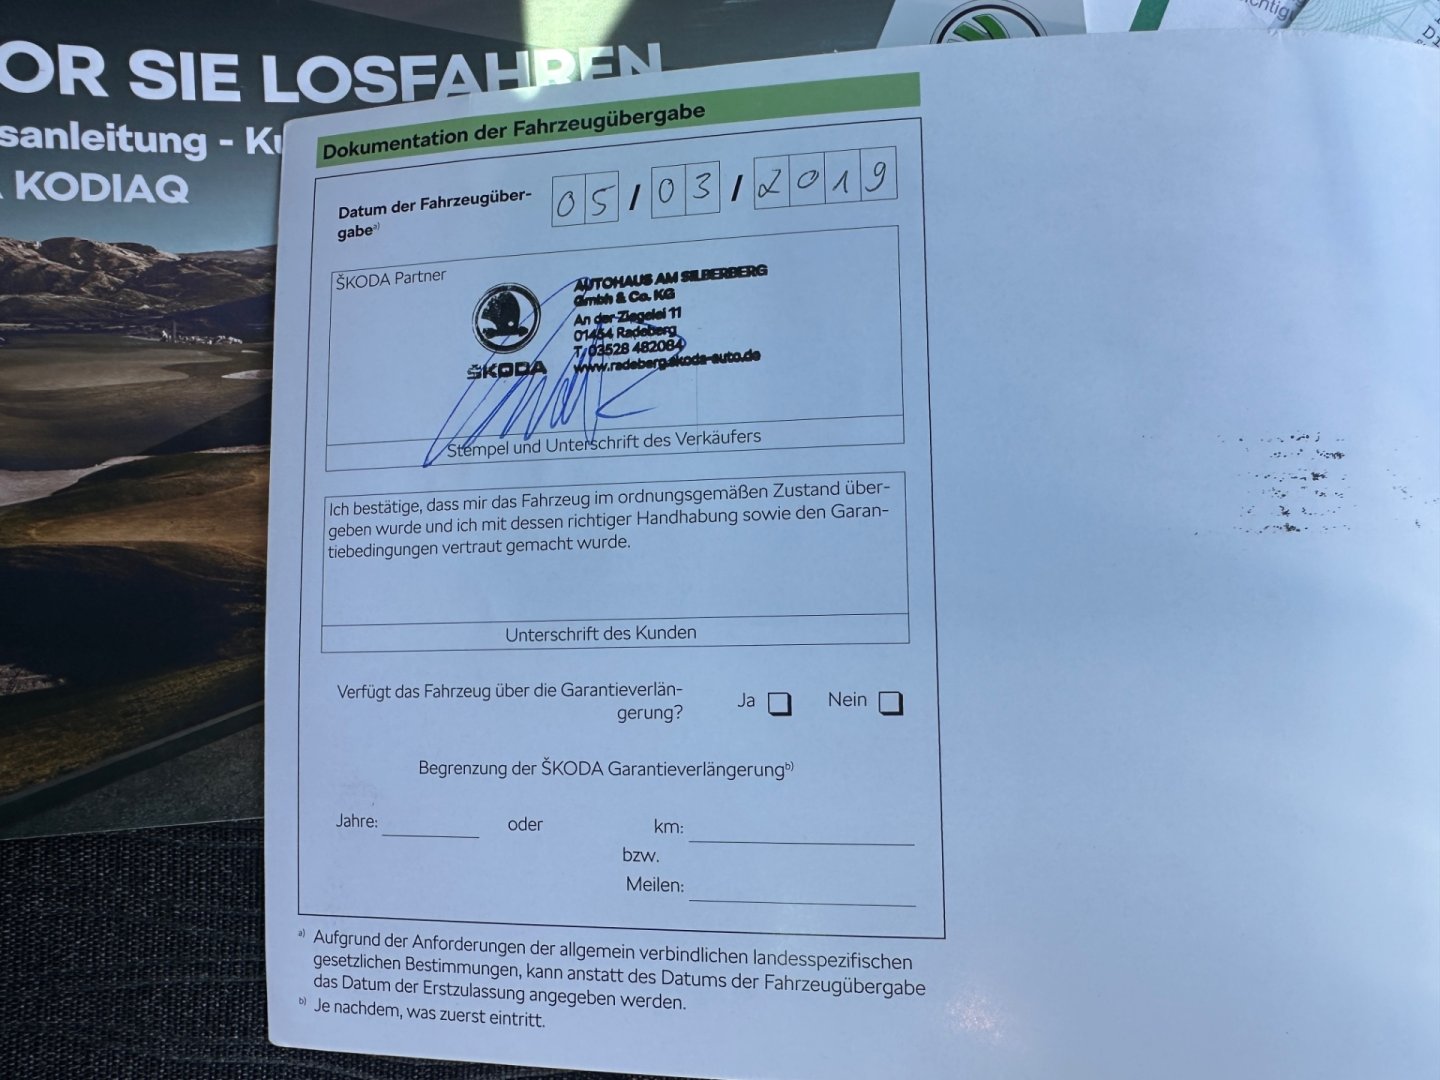 OR SIE LOSFAHREN
sanleitung - Ku
KODIAQ
Dokumentation der Fahrzeugübergabe
Datum der Fahrzeugüber-
gabe a)
05/03/2019
ŠKODA Partner
ŠKODA
AUTOHAUS AM SILBERBERG
Gmbh & Co. KG
An der Ziegelei 11
01454 Radeberg
T 03528 482084
www.radeberg.skoda-auto.de
Stempel und Unterschrift des Verkäufers
Ich bestätige, dass mir das Fahrzeug im ordnungsgemäßen Zustand über-
geben wurde und ich mit dessen richtiger Handhabung sowie den Garan-
tiebedingungen vertraut gemacht wurde.
Unterschrift des Kunden
Verfügt das Fahrzeug über die Garantieverlän-
gerung?
Ja Nein
Begrenzung der ŠKODA Garantieverlängerung b)
Jahre: oder km:
bzw.
Meilen:
a) Aufgrund der Anforderungen der allgemein verbindlichen landesspezifischen
gesetzlichen Bestimmungen, kann anstatt des Datums der Fahrzeugübergabe
das Datum der Erstzulassung angegeben werden.
b) Je nachdem, was zuerst eintritt.